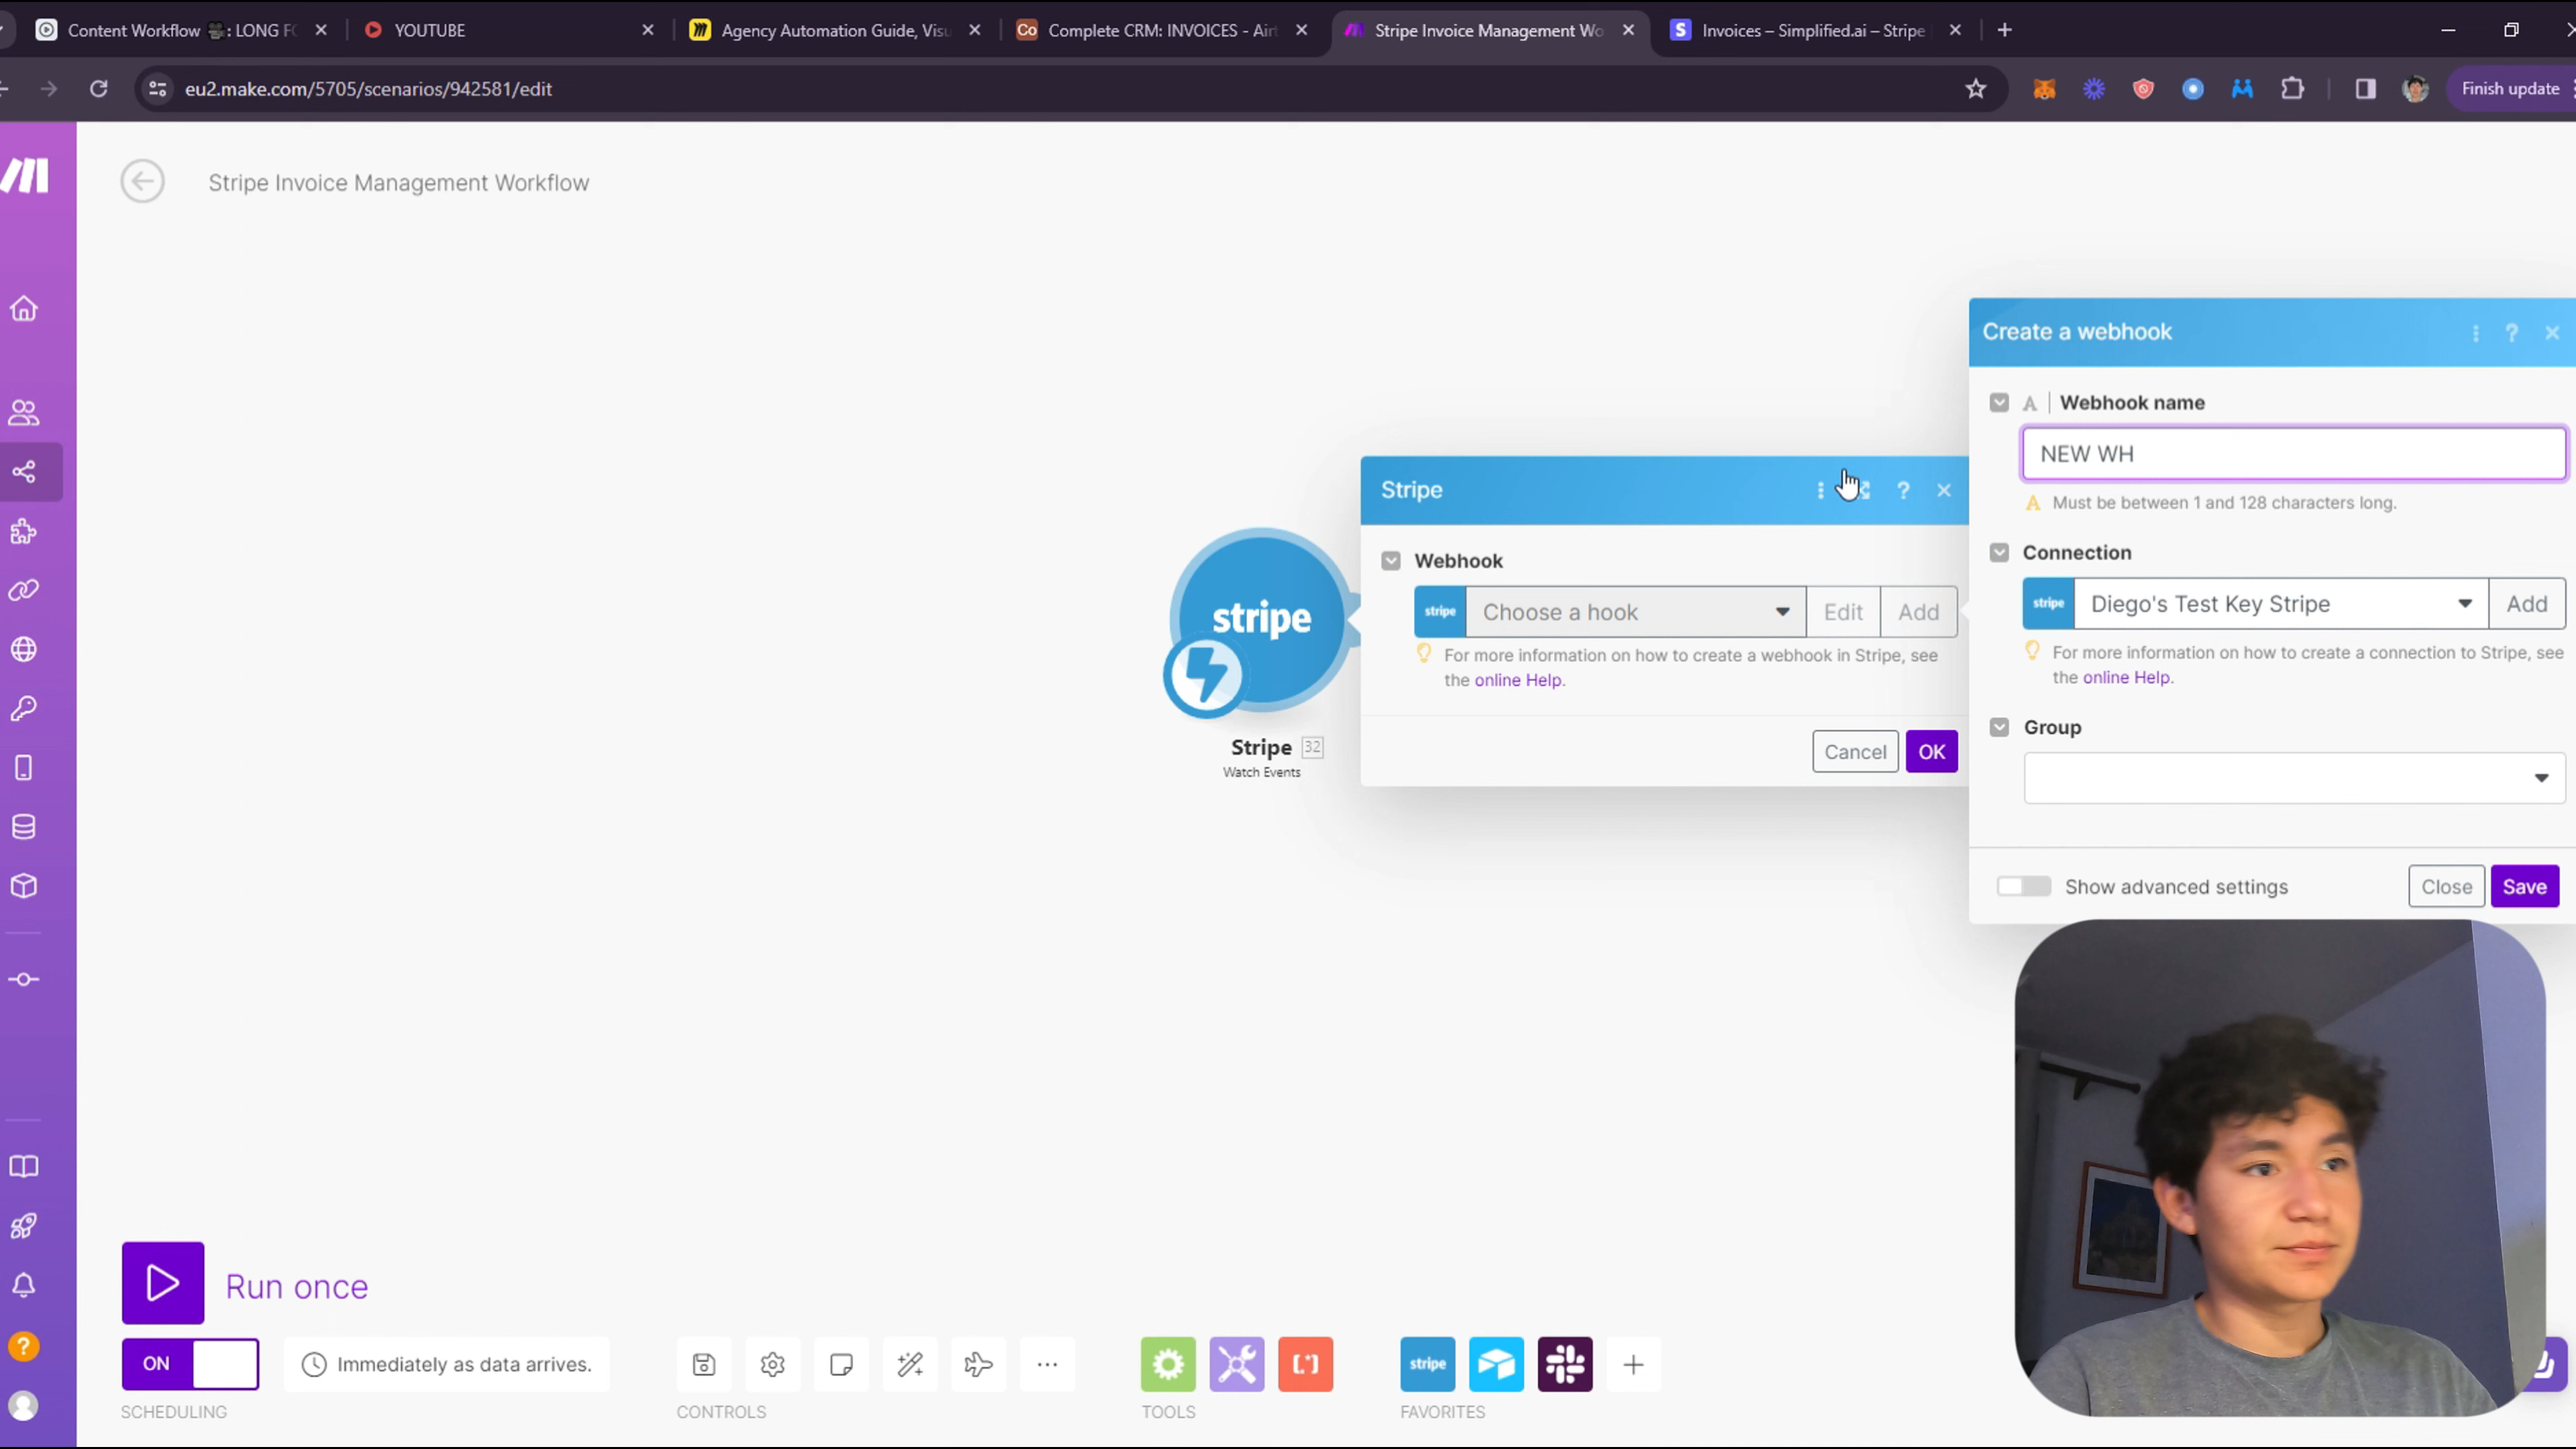 Content Workflow 🎥: LONG FO
YOUTUBE
Agency Automation Guide, Visu
Co Complete CRM: INVOICES - Airt
Stripe Invoice Management Wo
S Invoices – Simplified.ai – Stripe
eu2.make.com/5705/scenarios/942581/edit
Finish update
Stripe Invoice Management Workflow
Create a webhook
?
A Webhook name
NEW WH
A Must be between 1 and 128 characters long.
Connection
stripe Diego's Test Key Stripe Add
For more information on how to create a connection to Stripe, see
the online Help.
Group
Show advanced settings Close Save
Stripe ?
Webhook
stripe Choose a hook Edit Add
For more information on how to create a webhook in Stripe, see
the online Help.
Cancel OK
stripe
Stripe 32
Watch Events
Run once
ON Immediately as data arrives.
SCHEDULING
CONTROLS
[*]
TOOLS
stripe
FAVORITES
?